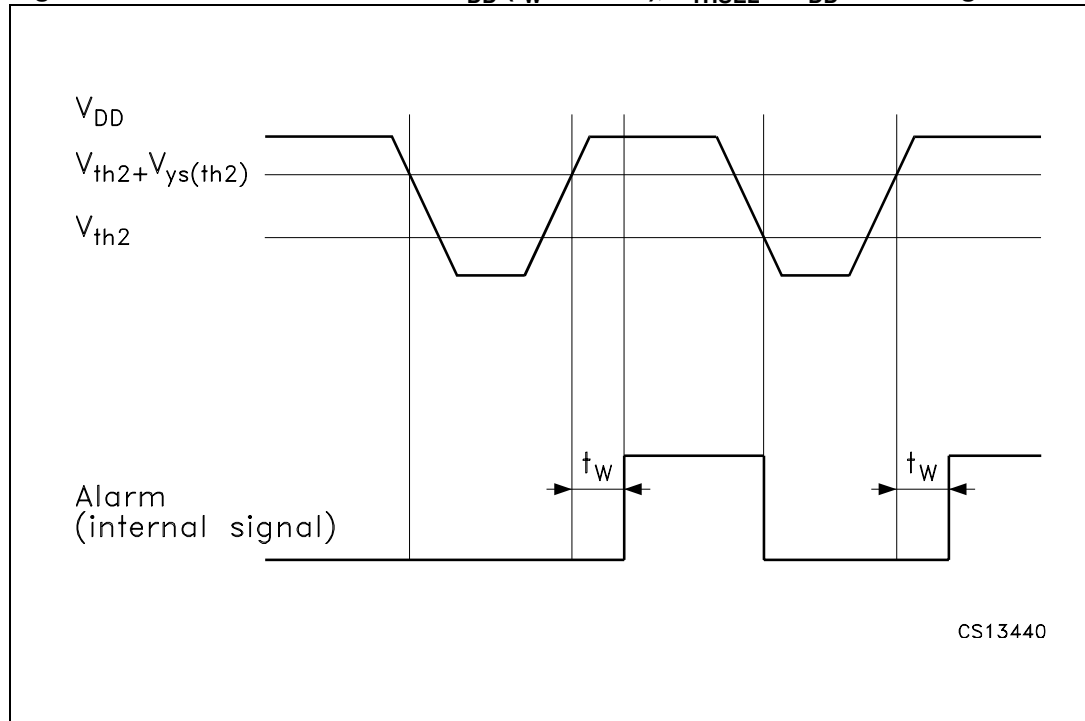 V_DD
V_th2+V_ys(th2)
V_th2
t_W
t_W
Alarm
(internal signal)
CS13440